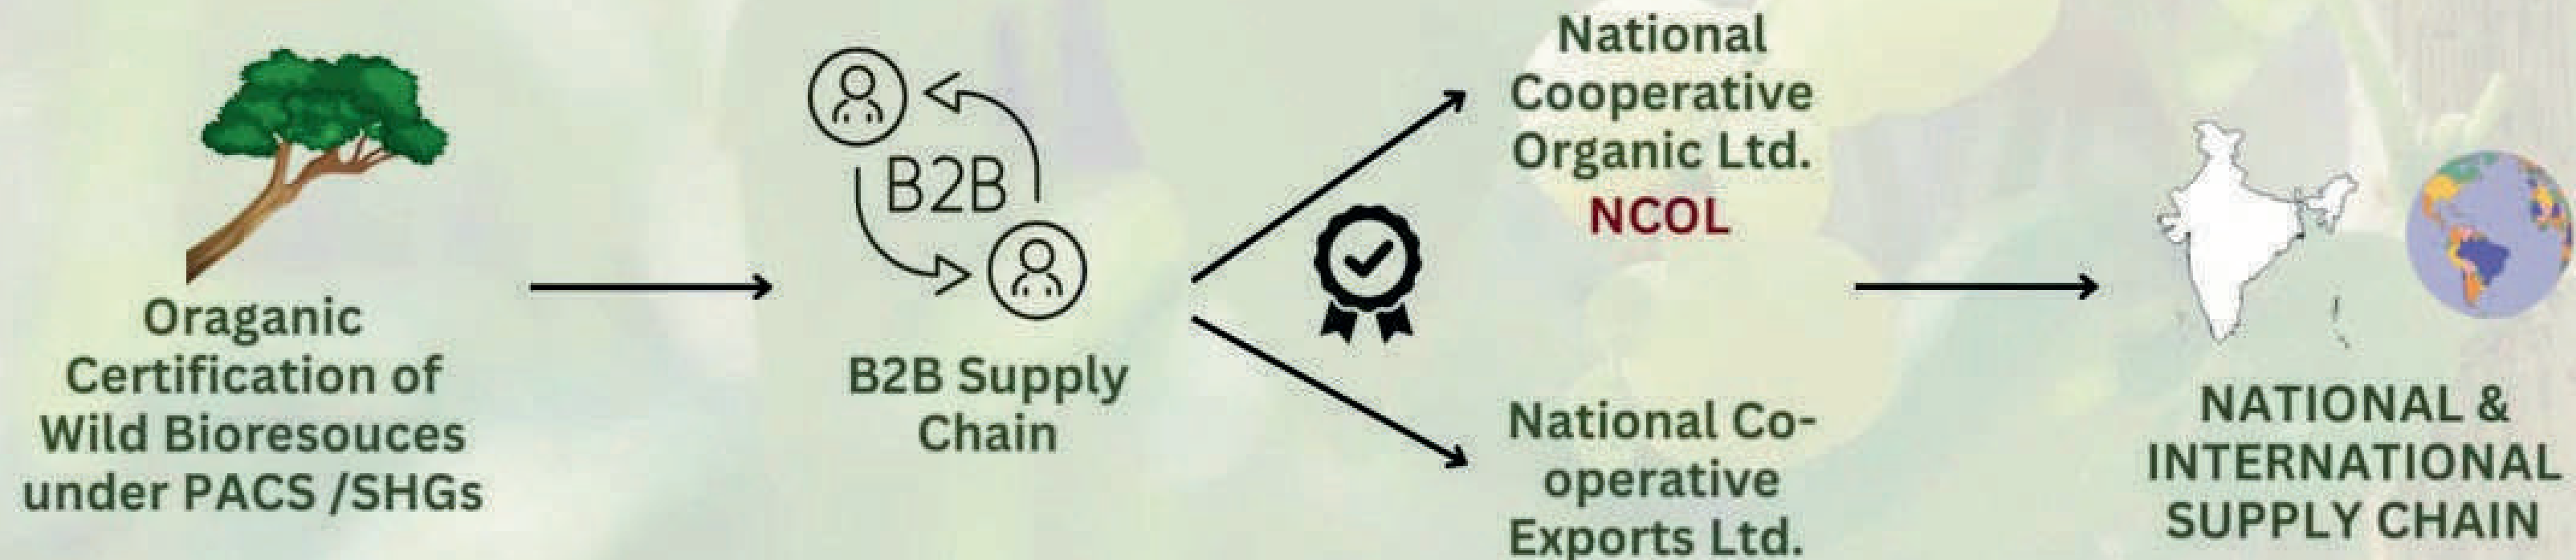 Oraganic
Certification of
Wild Bioresouces
under PACS /SHGs
B2B
B2B Supply
Chain
National
Cooperative
Organic Ltd.
NCOL
National Co-
operative
Exports Ltd.
NATIONAL &
INTERNATIONAL
SUPPLY CHAIN